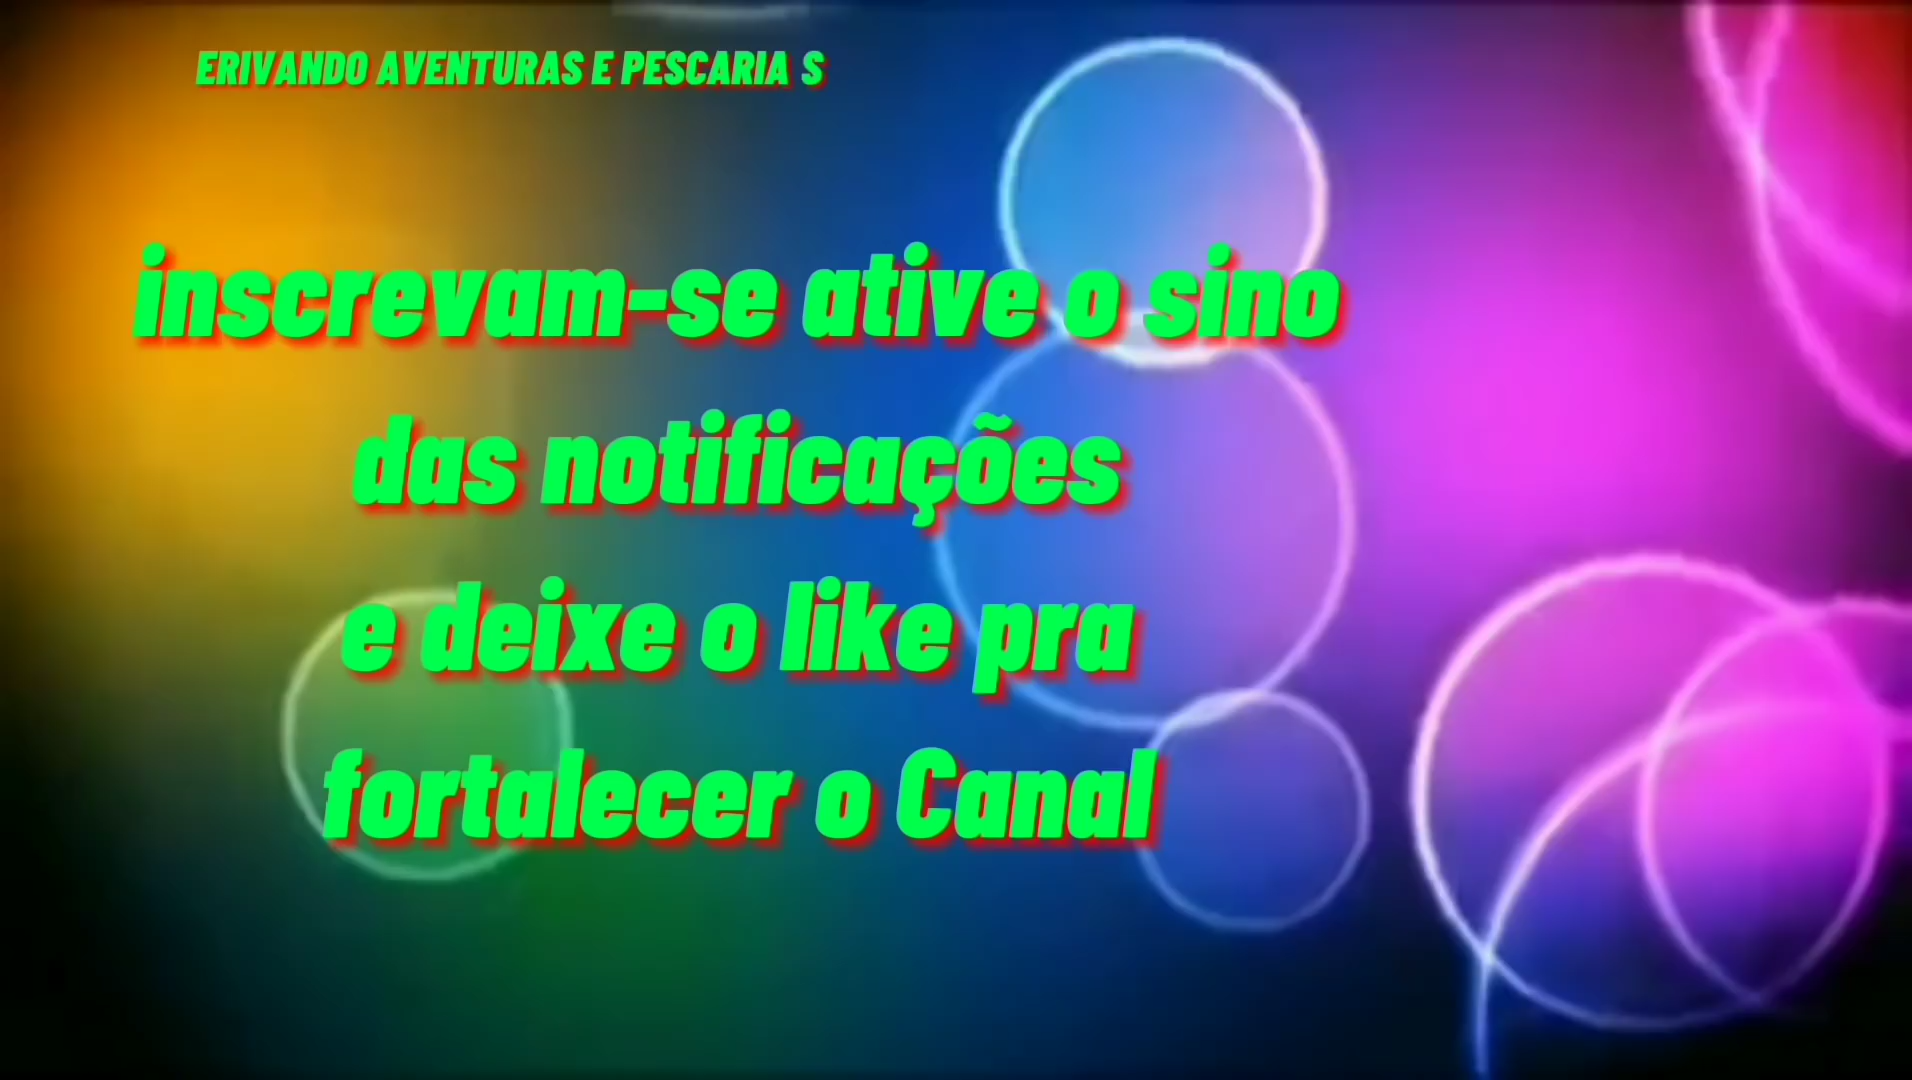 ERIVANDO AVENTURAS E PESCARIA S
inscrevam-se ative o sino
das notificações
e deixe o like pra
fortalecer o Canal